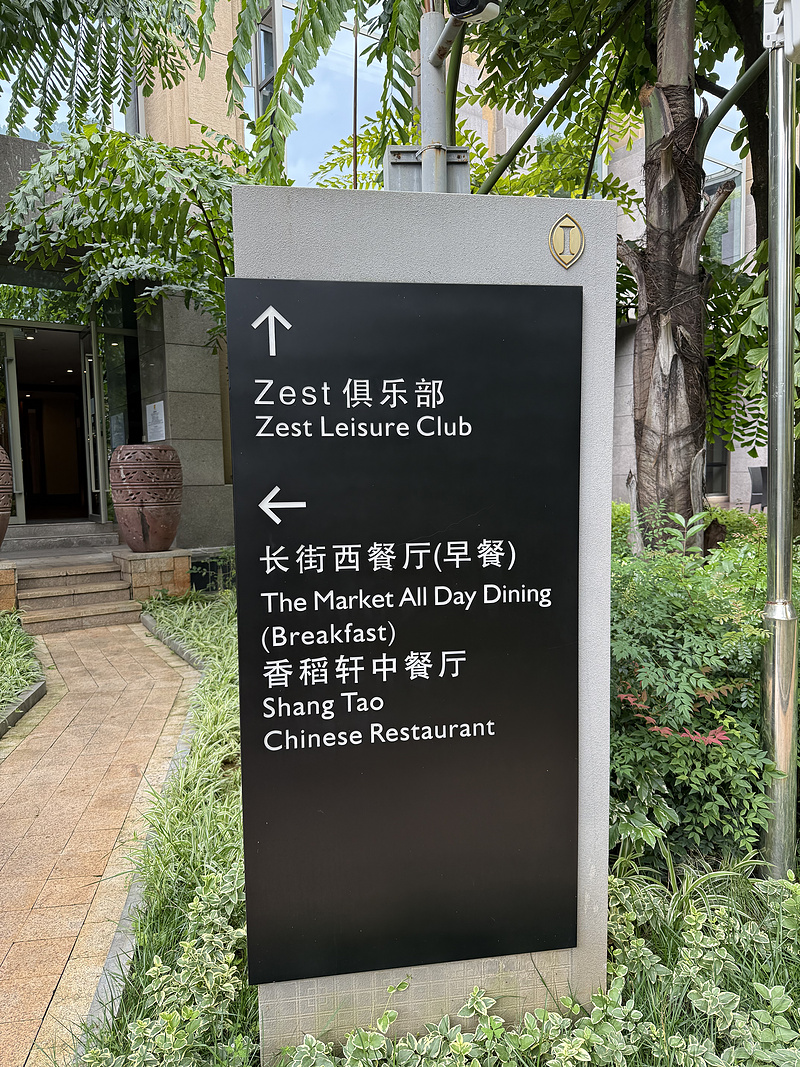 I
Zest 俱乐部
Zest Leisure Club
长街西餐厅(早餐)
The Market All Day Dining
(Breakfast)
香稻轩中餐厅
Shang Tao
Chinese Restaurant